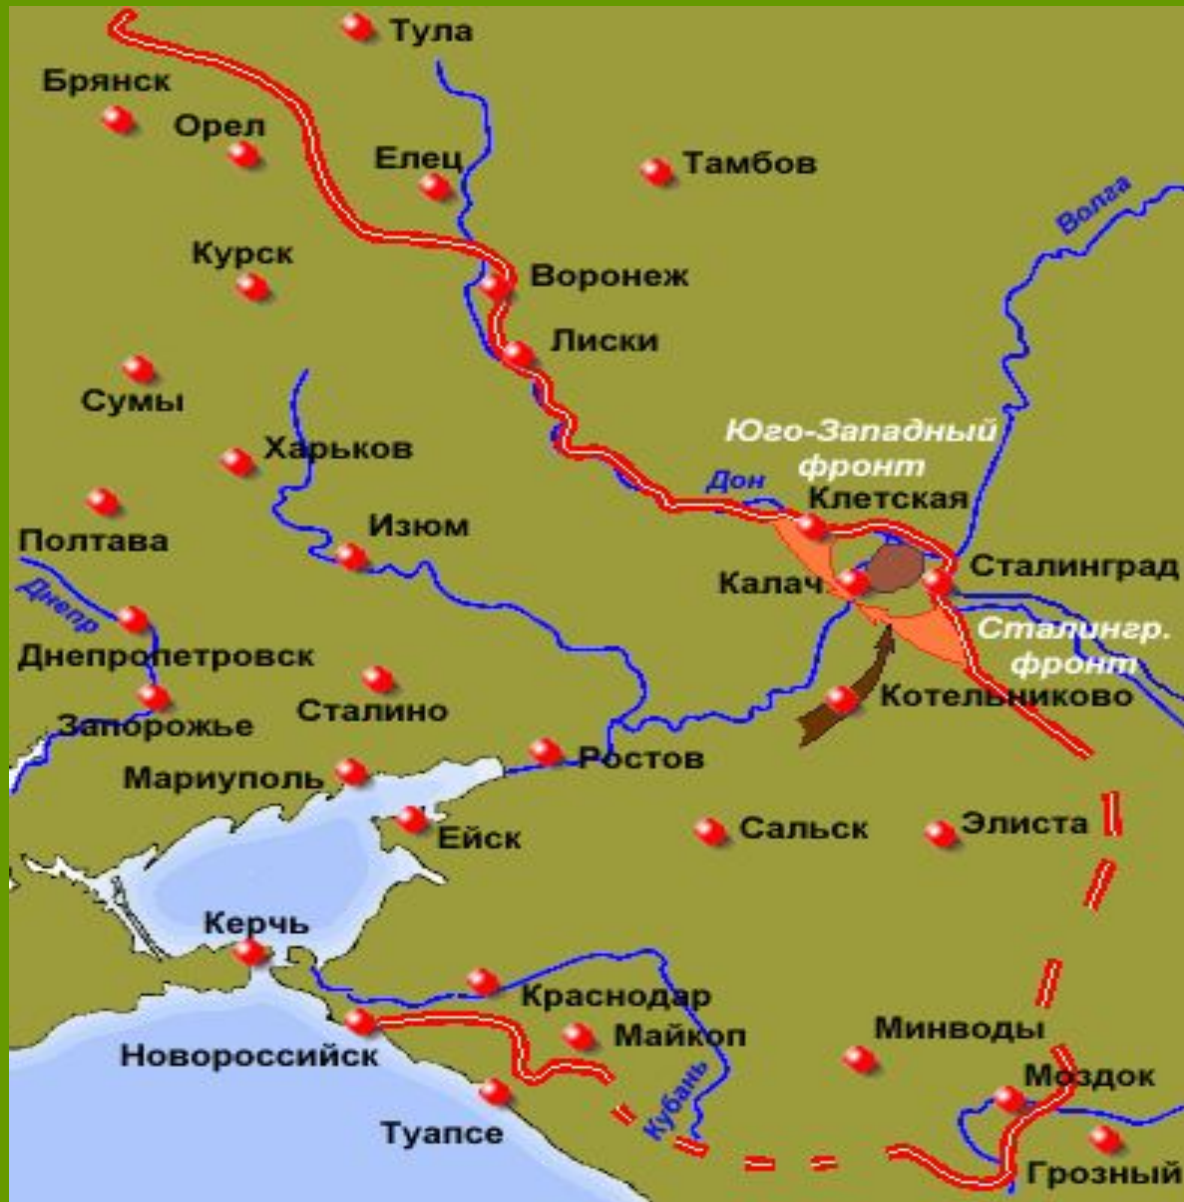 Тула
Брянск
Орел
Елец
Тамбов
Волга
Курск
Воронеж
Лиски
Сумы
Юго-Западный
фронт
Харьков
Дон
Клетская
Полтава
Изюм
Сталинград
Калач
Днепр
Сталингр.
фронт
Днепропетровск
Котельниково
Сталино
Запорожье
Ростов
Мариуполь
Сальск
Элиста
Ейск
Керчь
Краснодар
Майкоп
Минводы
Новороссийск
Моздок
Кубань
Туапсе
Грозный